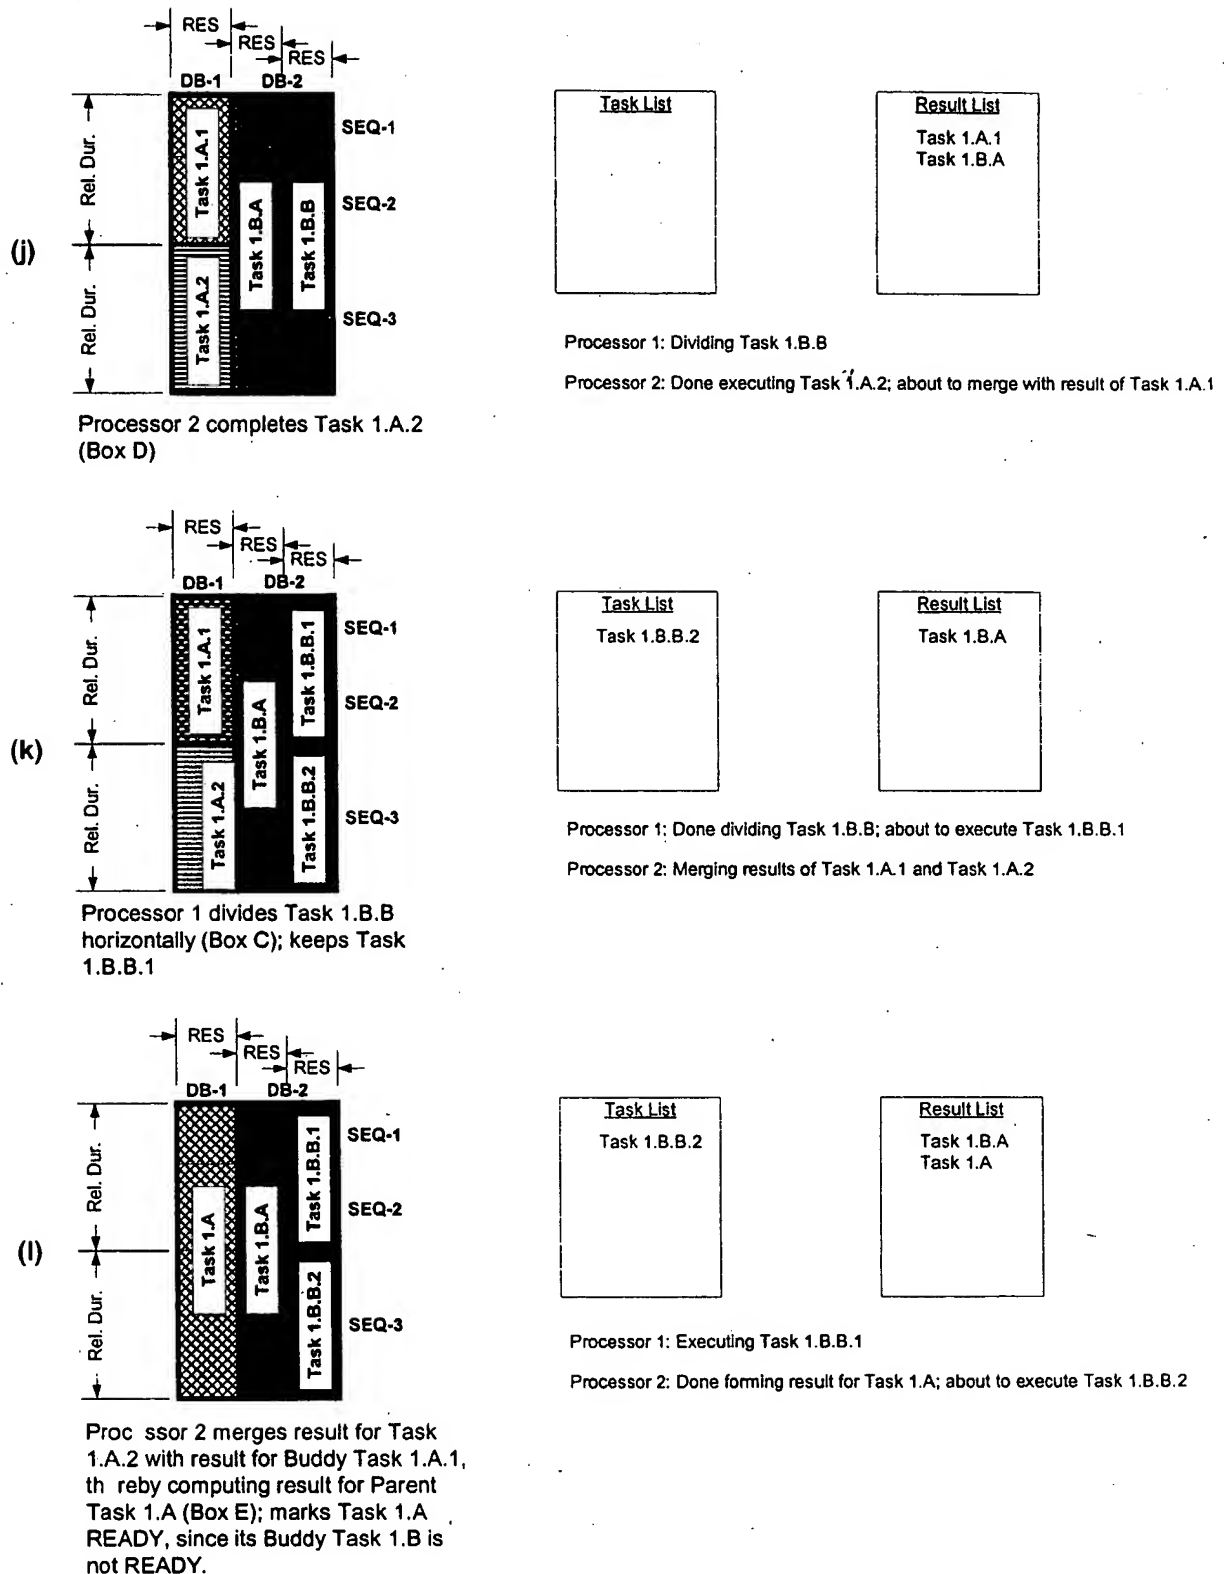 RES
RES
RES
DB-1 DB-2
Rel. Dur.
Rel. Dur.
(j)
Task 1.A.1
Task 1.A.2
Task 1.B.A
Task 1.B.B
SEQ-1
SEQ-2
SEQ-3
Task List
Result List
Task 1.A.1
Task 1.B.A
Processor 1: Dividing Task 1.B.B
Processor 2: Done executing Task 1.A.2; about to merge with result of Task 1.A.1
Processor 2 completes Task 1.A.2
(Box D)
RES
RES
RES
DB-1 DB-2
Rel. Dur.
Rel. Dur.
(k)
Task 1.A.1
Task 1.A.2
Task 1.B.A
Task 1.B.B.1
Task 1.B.B.2
SEQ-1
SEQ-2
SEQ-3
Task List
Task 1.B.B.2
Result List
Task 1.B.A
Processor 1: Done dividing Task 1.B.B; about to execute Task 1.B.B.1
Processor 2: Merging results of Task 1.A.1 and Task 1.A.2
Processor 1 divides Task 1.B.B
horizontally (Box C); keeps Task
1.B.B.1
RES
RES
RES
DB-1 DB-2
Rel. Dur.
Rel. Dur.
(l)
Task 1.A
Task 1.B.A
Task 1.B.B.1
Task 1.B.B.2
SEQ-1
SEQ-2
SEQ-3
Task List
Task 1.B.B.2
Result List
Task 1.B.A
Task 1.A
Processor 1: Executing Task 1.B.B.1
Processor 2: Done forming result for Task 1.A; about to execute Task 1.B.B.2
Proc ssor 2 merges result for Task
1.A.2 with result for Buddy Task 1.A.1,
th reby computing result for Parent
Task 1.A (Box E); marks Task 1.A
READY, since its Buddy Task 1.B is
not READY.